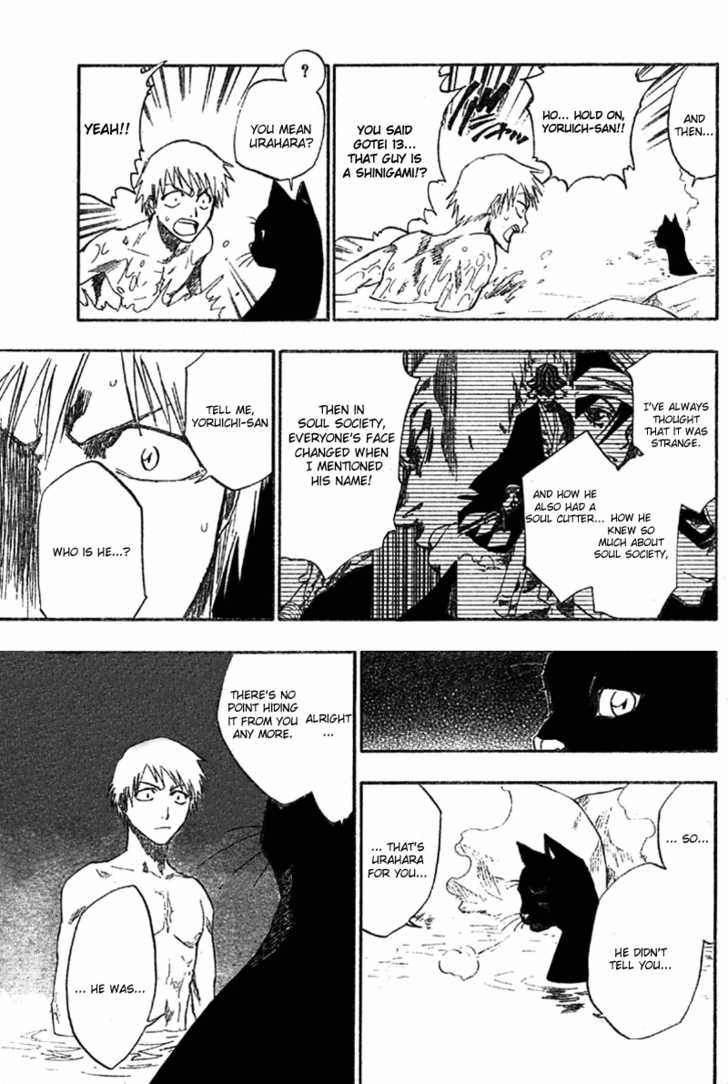 AND
THEN...
HO... HOLD ON,
YORUICH-SAN!!
YOU SAID
GOTEI 13...
THAT GUY IS
A SHINIGAMI!?
?
YOU MEAN
URAHARA?
YEAH!!
I'VE ALWAYS
THOUGHT
THAT IT WAS
STRANGE.
HOW HE
KNEW SO
MUCH ABOUT
SOUL SOCIETY,
AND HOW HE
ALSO HAD A
SOUL CUTTER...
THEN IN
SOUL SOCIETY,
EVERYONE'S FACE
CHANGED WHEN
I MENTIONED
HIS NAME!
TELL ME,
YORUICHI-SAN
WHO IS HE...?
... SO...
HE DIDN'T
TELL YOU...
... THAT'S
URAHARA
FOR YOU...
ALRIGHT
...
THERE'S NO
POINT HIDING
IT FROM YOU
ANY MORE.
... HE WAS...